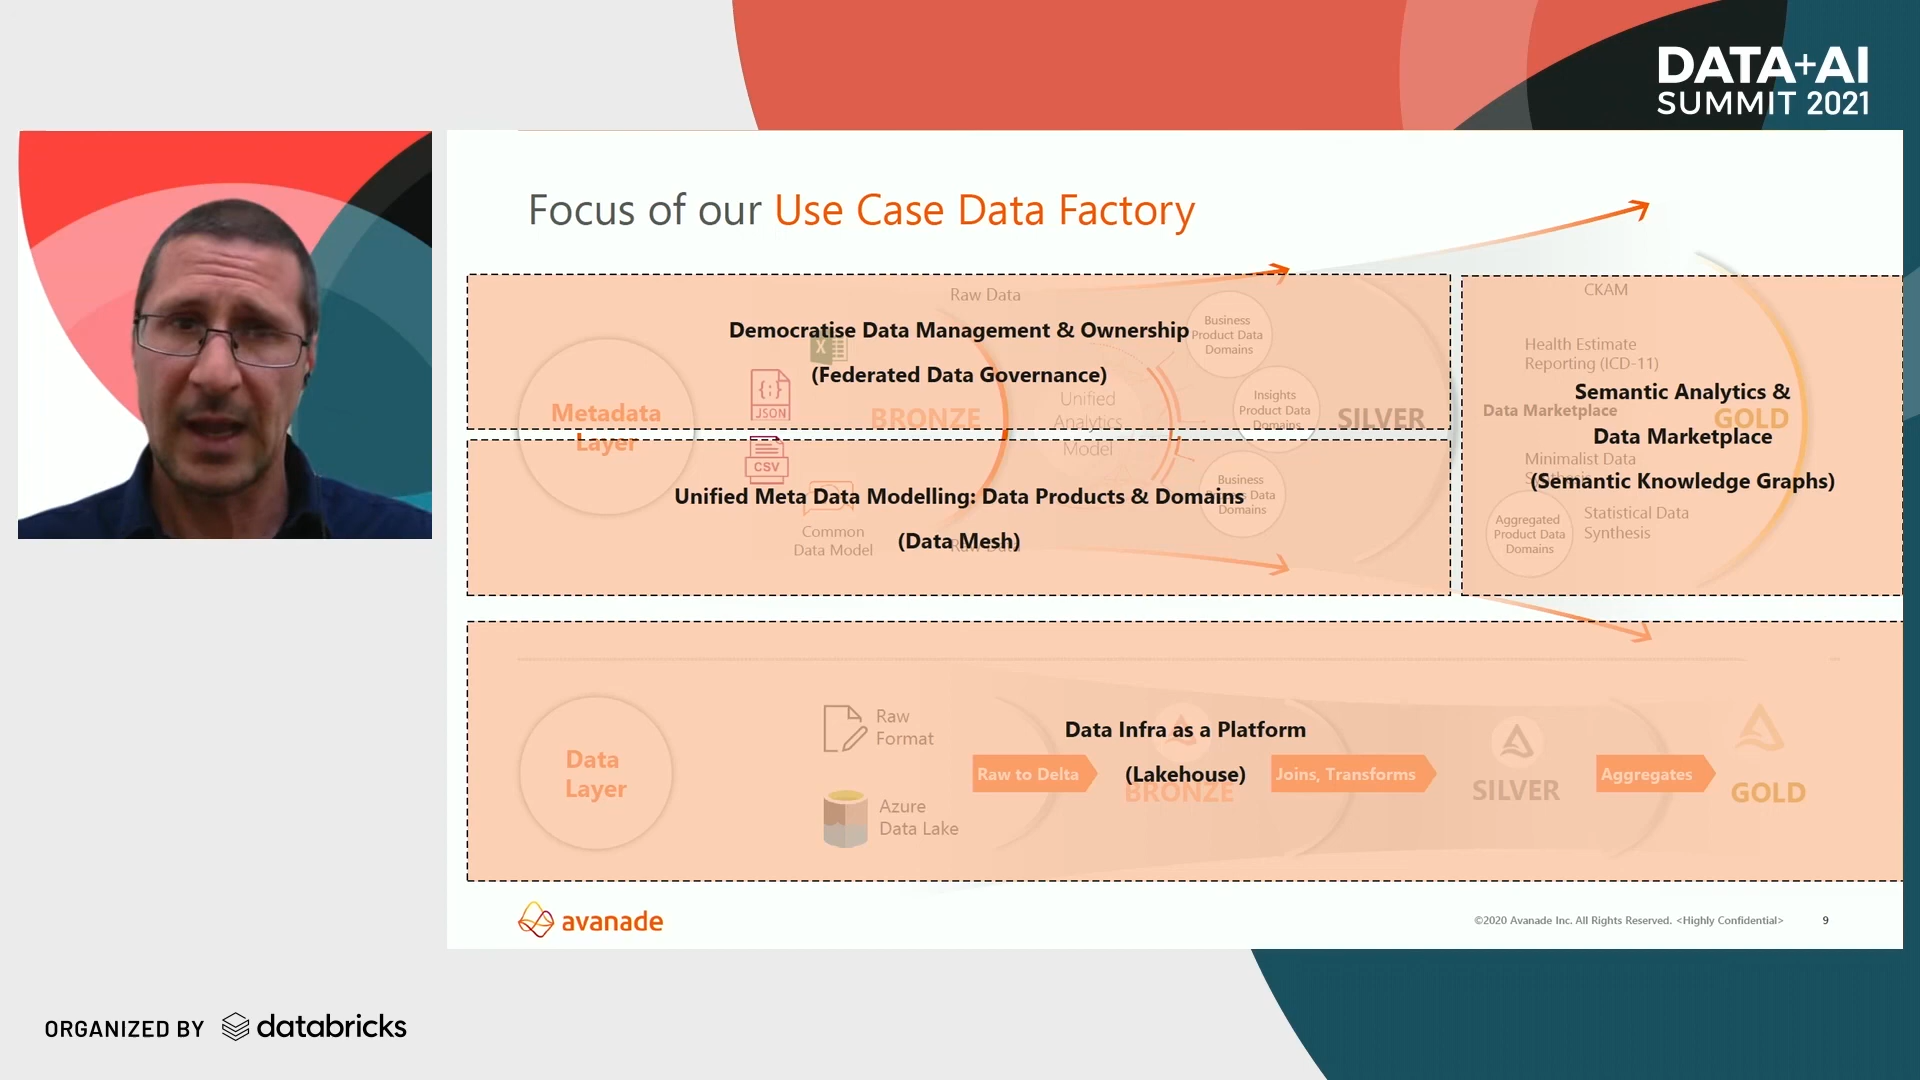 DATA+AI
SUMMIT 2021
Focus of our Use Case Data Factory
Raw Data
Democratise Data Management & Ownership
(Federated Data Governance)
Business
Product Data
Domains
JSON
Metadata
Layer
BRONZE
Unified
Analytics
Model
Insights
Product Data
Domains
SILVER
CSV
Unified Meta Data Modelling: Data Products & Domains
(Data Mesh)
Common
Data Model
Raw Data
Business
Data
Domains
CKAM
Health Estimate
Reporting (ICD-11)
Semantic Analytics &
Data Marketplace
GOLD
Data Marketplace
Minimalist Data
(Semantic Knowledge Graphs)
Statistical Data
Synthesis
Aggregated
Product Data
Domains
Data
Layer
Raw
Format
Azure
Data Lake
Data Infra as a Platform
(Lakehouse)
Raw to Delta
BRONZE
Joins, Transforms
SILVER
Aggregates
GOLD
avanade
©2020 Avanade Inc. All Rights Reserved. <Highly Confidential>
9
ORGANIZED BY databricks